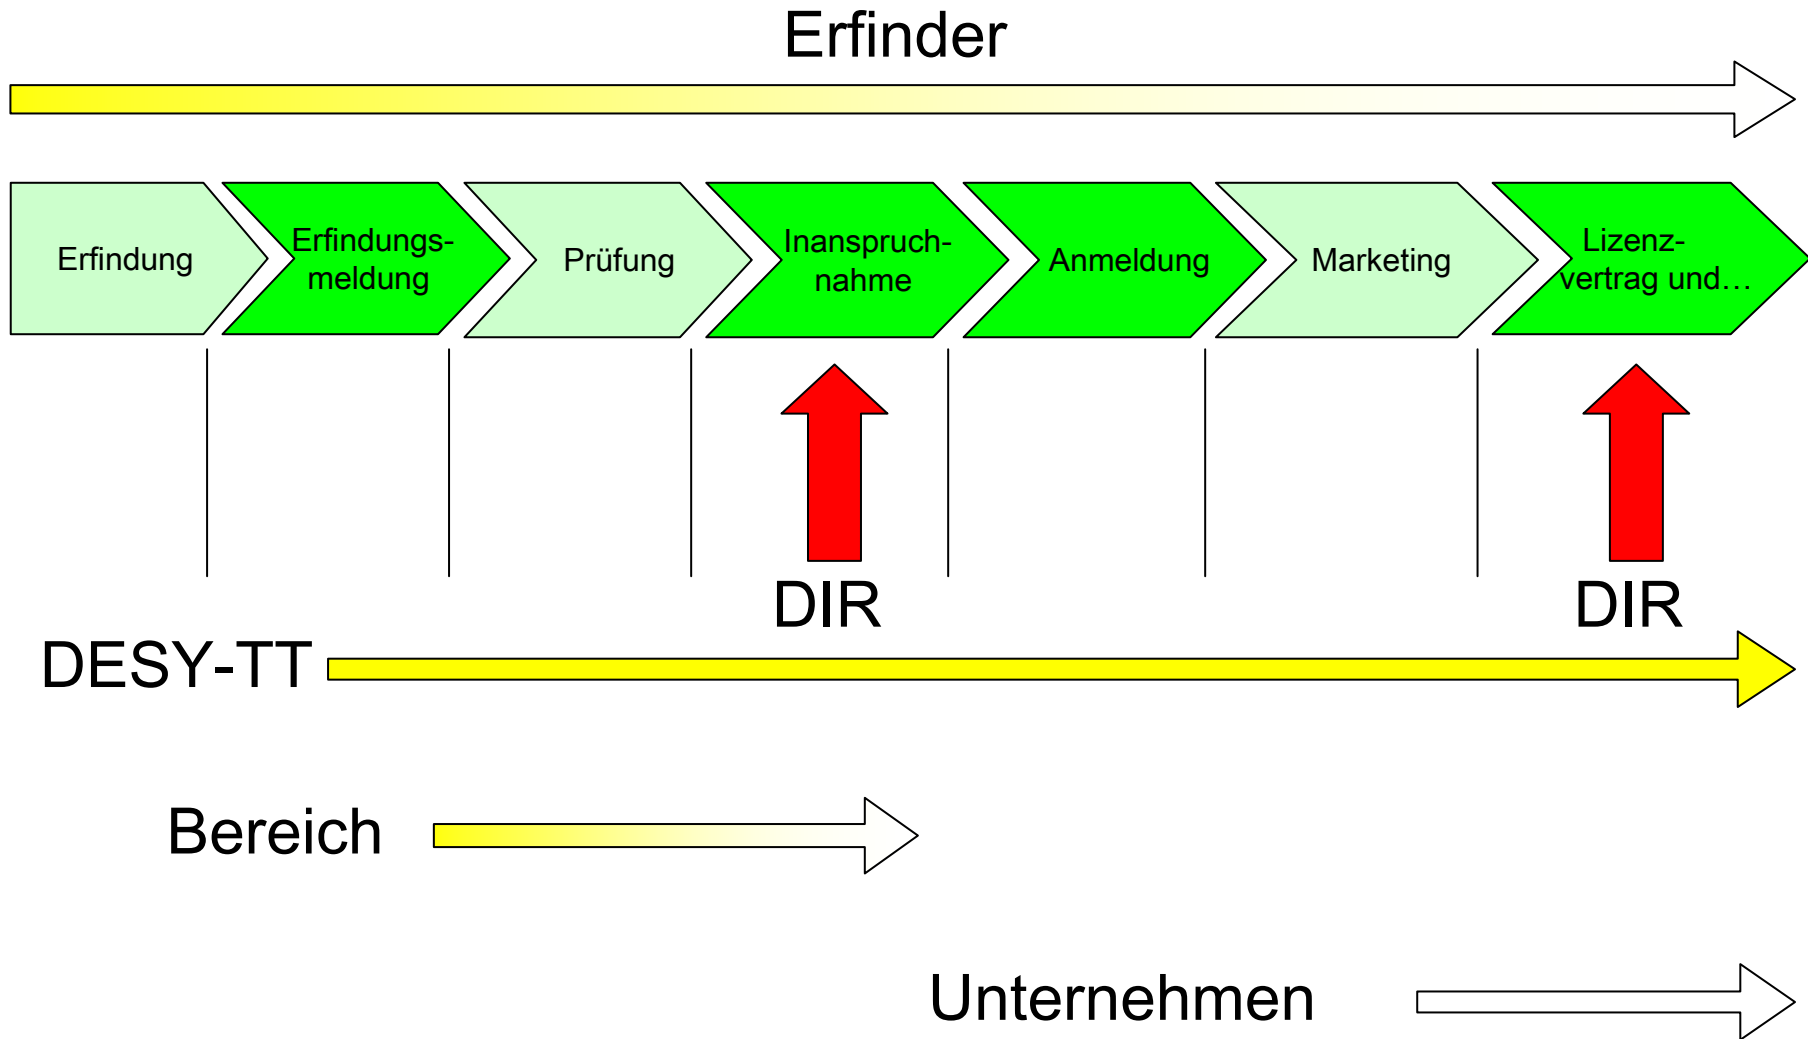 Erfinder
Erfindung
Erfindungs-
meldung
Prüfung
Inanspruch-
nahme
Anmeldung
Marketing
Lizenz-
vertrag und…
DIR
DIR
DESY-TT
Bereich
Unternehmen